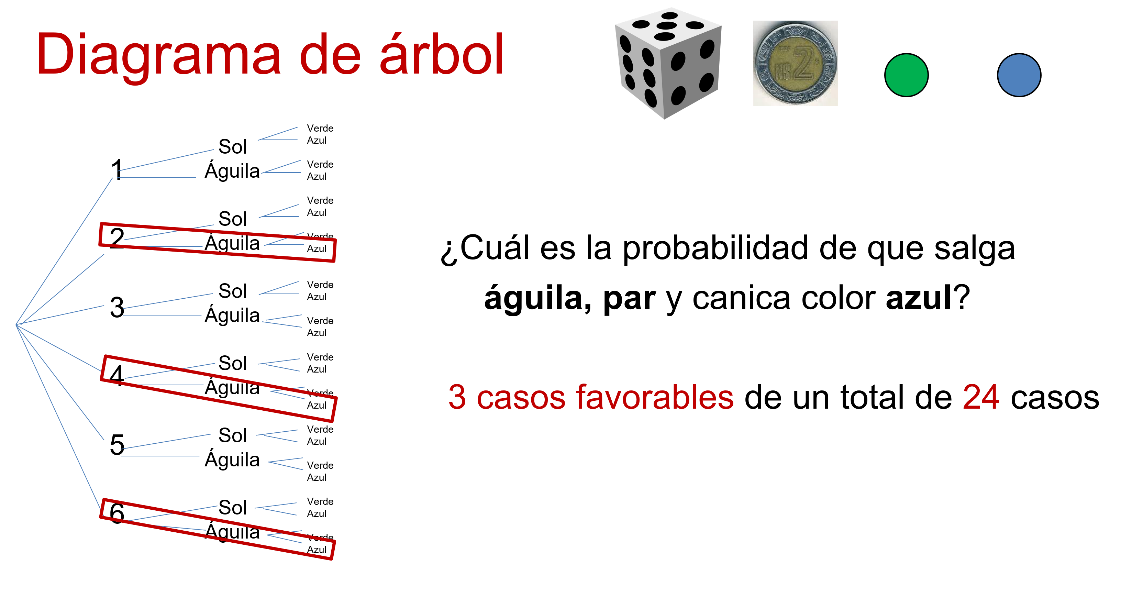 Diagrama de árbol
Verde
Azul
Sol
1
Águila
Verde
Azul
Verde
Azul
Sol
2
Águila
Verde
Azul
Verde
Azul
Sol
3
Águila
Verde
Azul
Verde
Azul
Sol
4
Águila
Verde
Azul
Verde
Azul
Sol
5
Águila
Verde
Azul
Verde
Azul
Sol
6
Águila
Verde
Azul
¿Cuál es la probabilidad de que salga
águila, par y canica color azul?
3 casos favorables de un total de 24 casos
N$2